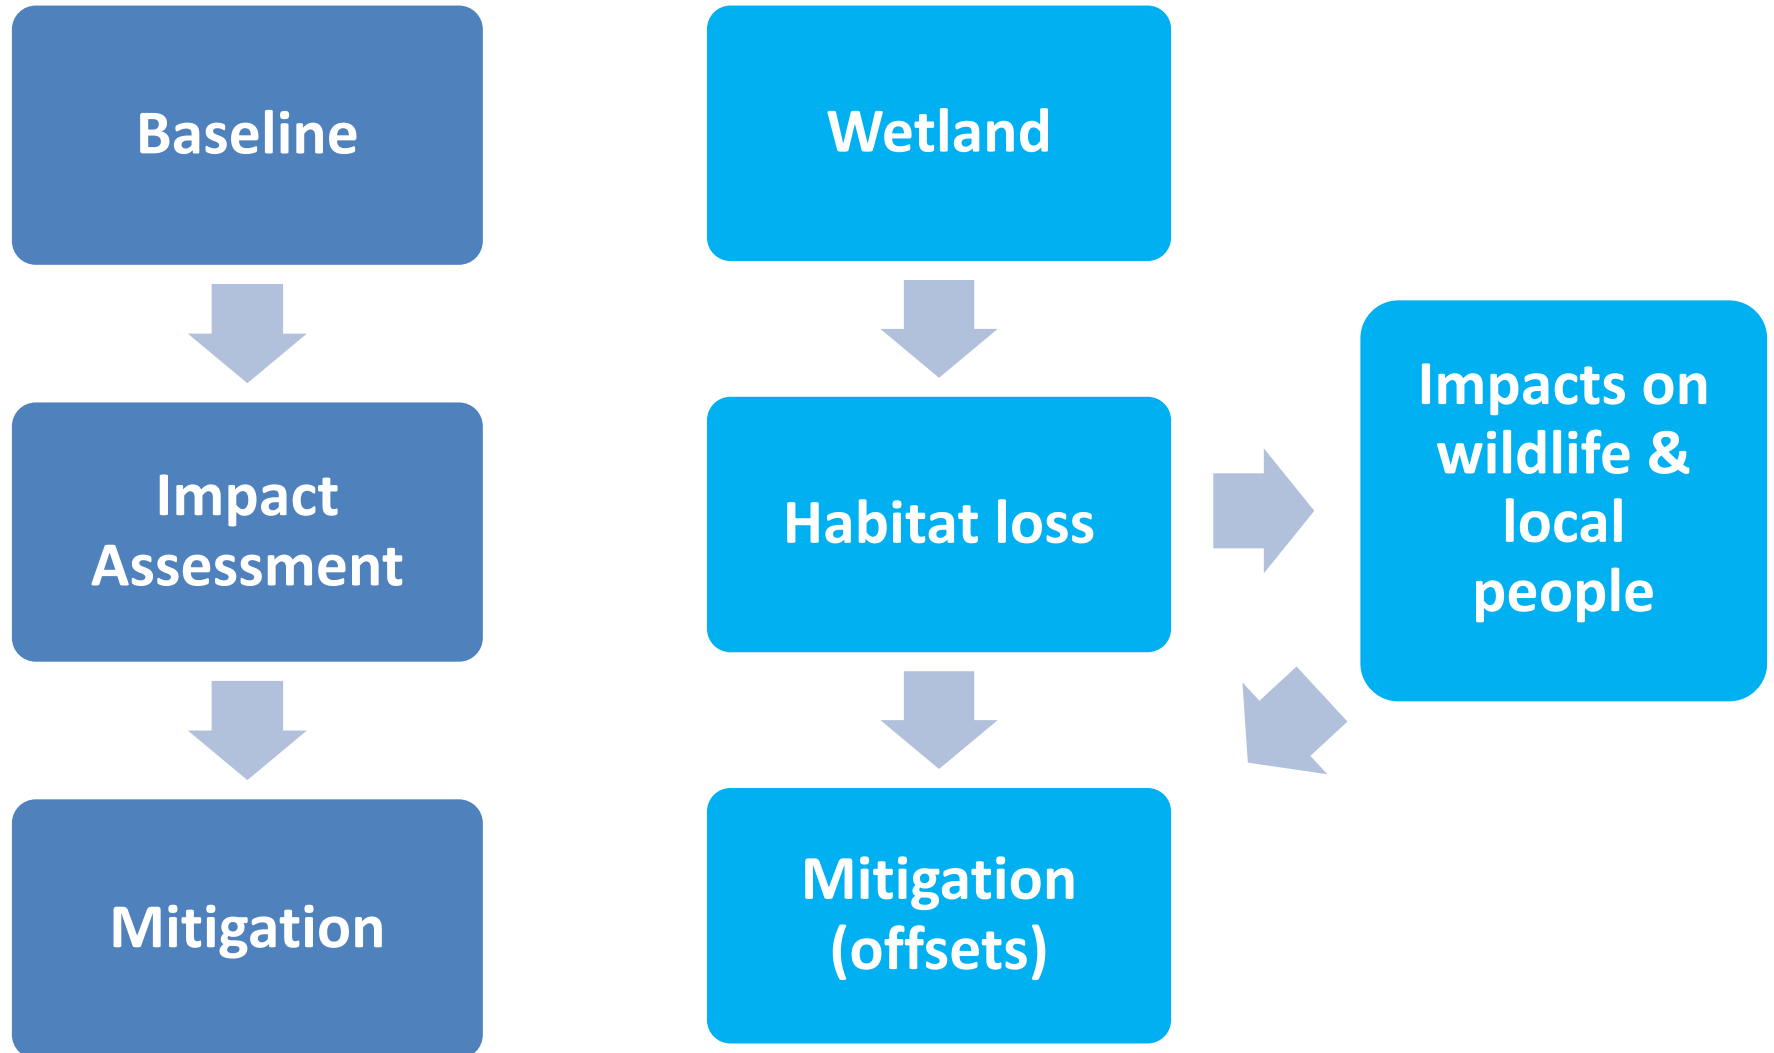 Baseline
Impact
Assessment
Mitigation
Wetland
Habitat loss
Mitigation
(offsets)
Impacts on
wildlife &
local
people